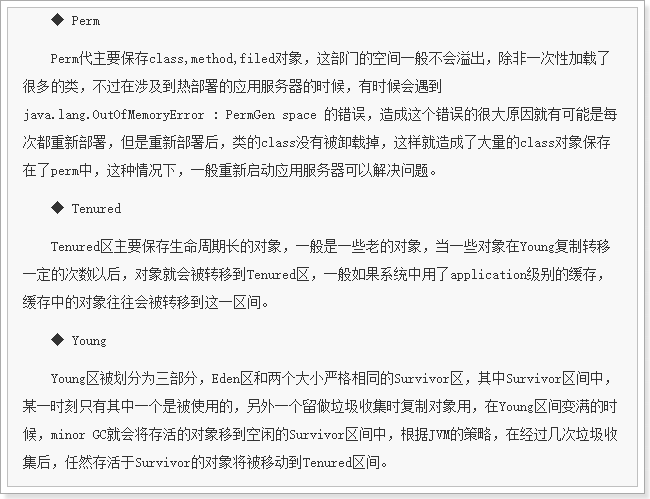 ◆ Perm
Perm代主要保存class,method,filed对象，这部门的空间一般不会溢出，除非一次性加载了
很多的类，不过在涉及到热部署的应用服务器的时候，有时候会遇到
java.lang.OutOfMemoryError : PermGen space 的错误，造成这个错误的很大原因就有可能是每
次都重新部署，但是重新部署后，类的class没有被卸载掉，这样就造成了大量的class对象保存
在了perm中，这种情况下，一般重新启动应用服务器可以解决问题。
◆ Tenured
Tenured区主要保存生命周期长的对象，一般是一些老的对象，当一些对象在Young复制转移
一定的次数以后，对象就会被转移到Tenured区，一般如果系统中用了application级别的缓存，
缓存中的对象往往会被转移到这一区间。
◆ Young
Young区被划分为三部分，Eden区和两个大小严格相同的Survivor区，其中Survivor区间中，
某一时刻只有其中一个是被使用的，另外一个留做垃圾收集时复制对象用，在Young区间变满的时
候，minor GC就会将存活的对象移到空闲的Survivor区间中，根据JVM的策略，在经过几次垃圾收
集后，任然存活于Survivor的对象将被移动到Tenured区间。